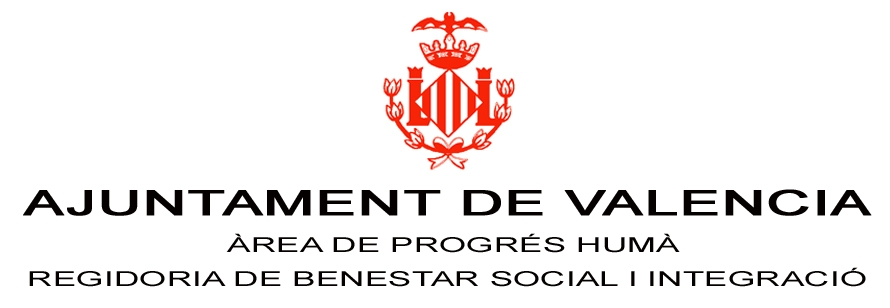 AJUNTAMENT DE VALENCIA
ÀREA DE PROGRÉS HUMÀ
REGIDORIA DE BENESTAR SOCIAL I INTEGRACIÓ